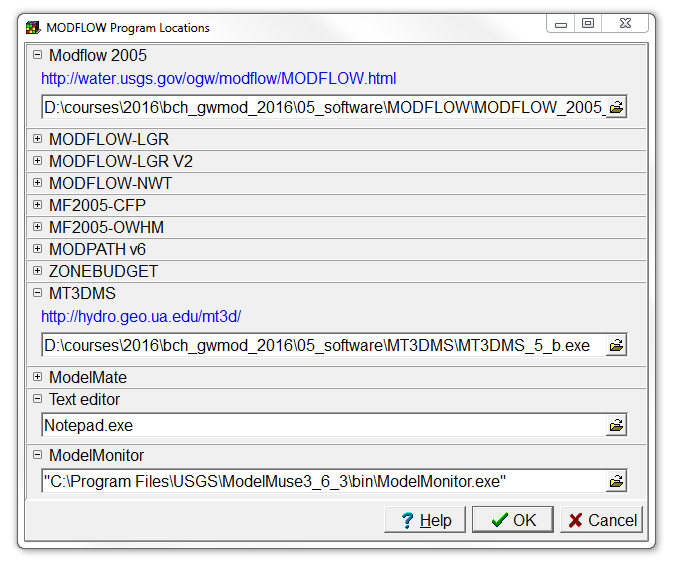 MODFLOW Program Locations
Modflow 2005
http://water.usgs.gov/ogw/modflow/MODFLOW.html
D:\courses\2016\bch_gwmod_2016\05_software\MODFLOW\MODFLOW_2005_
MODFLOW-LGR
MODFLOW-LGR V2
MODFLOW-NWT
MF2005-CFP
MF2005-OWHM
MODPATH v6
ZONEBUDGET
MT3DMS
http://hydro.geo.ua.edu/mt3d/
D:\courses\2016\bch_gwmod_2016\05_software\MT3DMS\MT3DMS_5_b.exe
ModelMate
Text editor
Notepad.exe
ModelMonitor
"C:\Program Files\USGS\ModelMuse3_6_3\bin\ModelMonitor.exe"
? Help OK Cancel